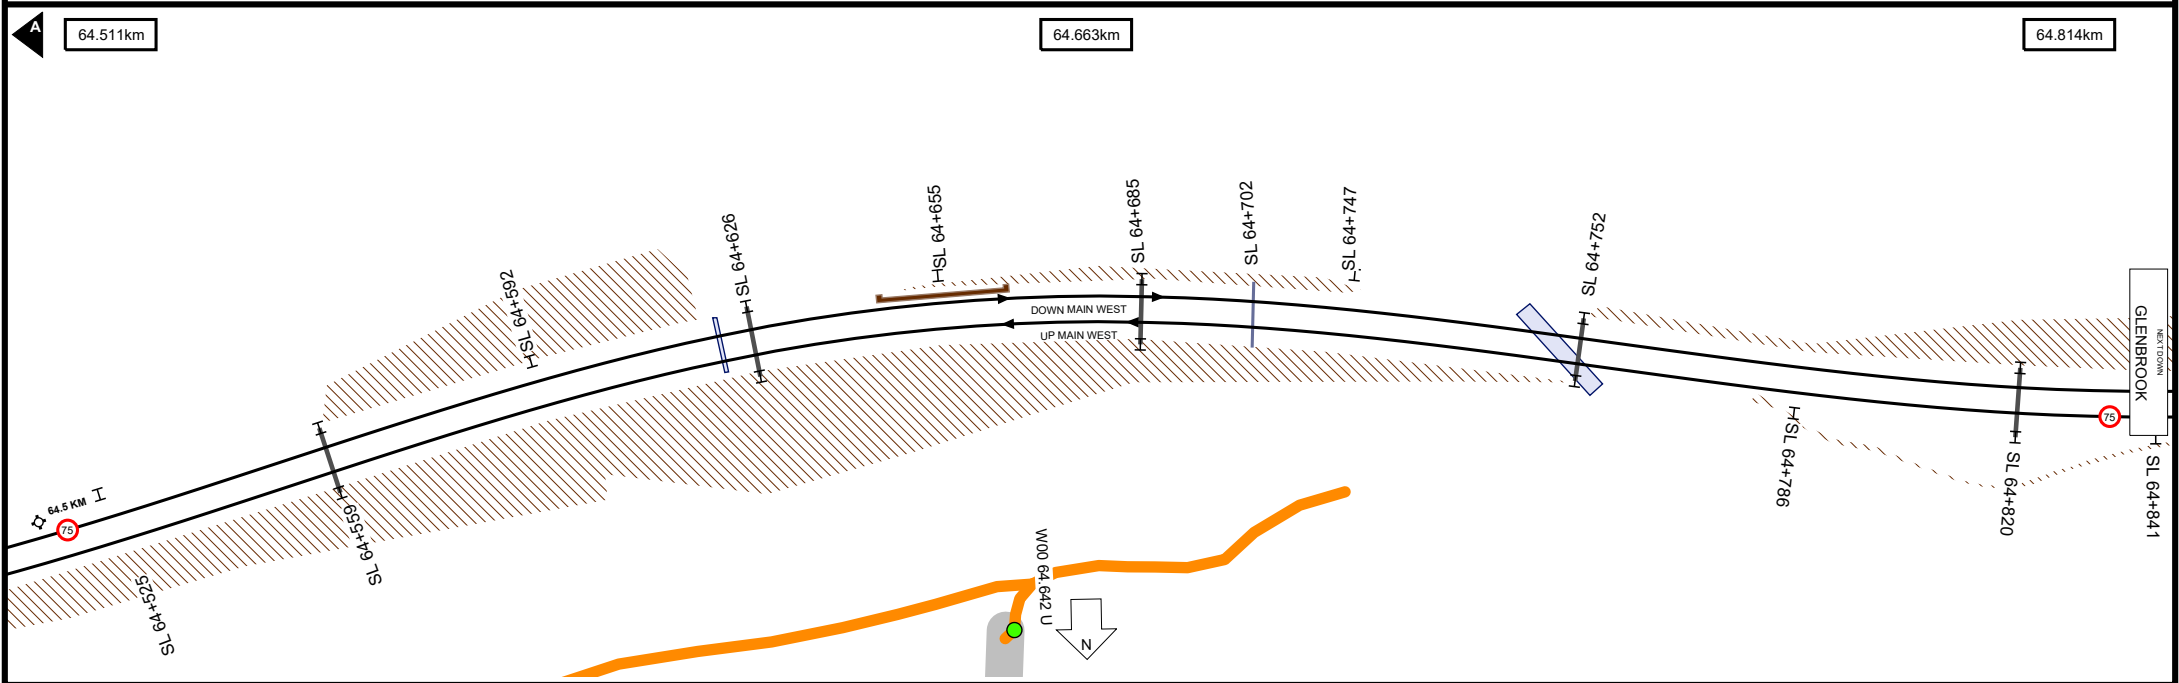 A
64.511km
64.663km
64.814km
SL 64+592
SL 64+626
SL 64+655
SL 64+685
SL 64+702
SL 64+747
SL 64+752
DOWN MAIN WEST
UP MAIN WEST
64.5 KM
75
SL 64+525
SL 64+559
W00 64.642 U
N
SL 64+786
SL 64+820
75
NEXT DOWN
GLENBROOK
SL 64+841